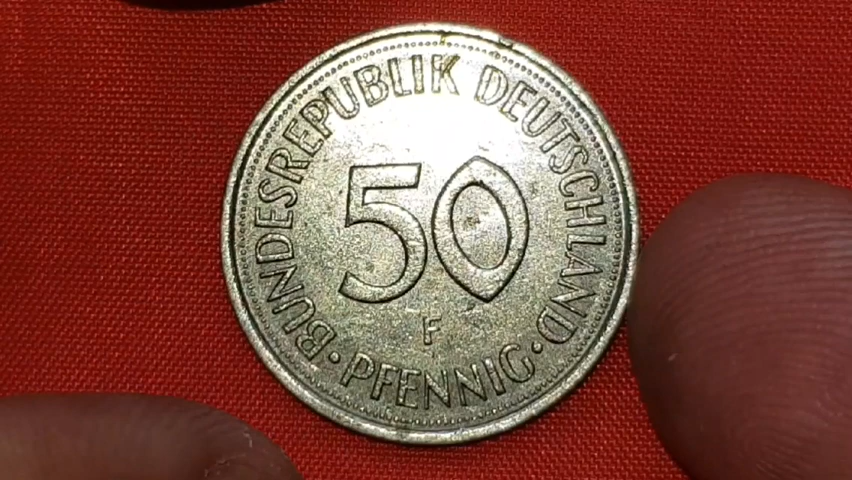 BUNDESREPUBLIK DEUTSCHLAND
50
F
· PFENNIG ·